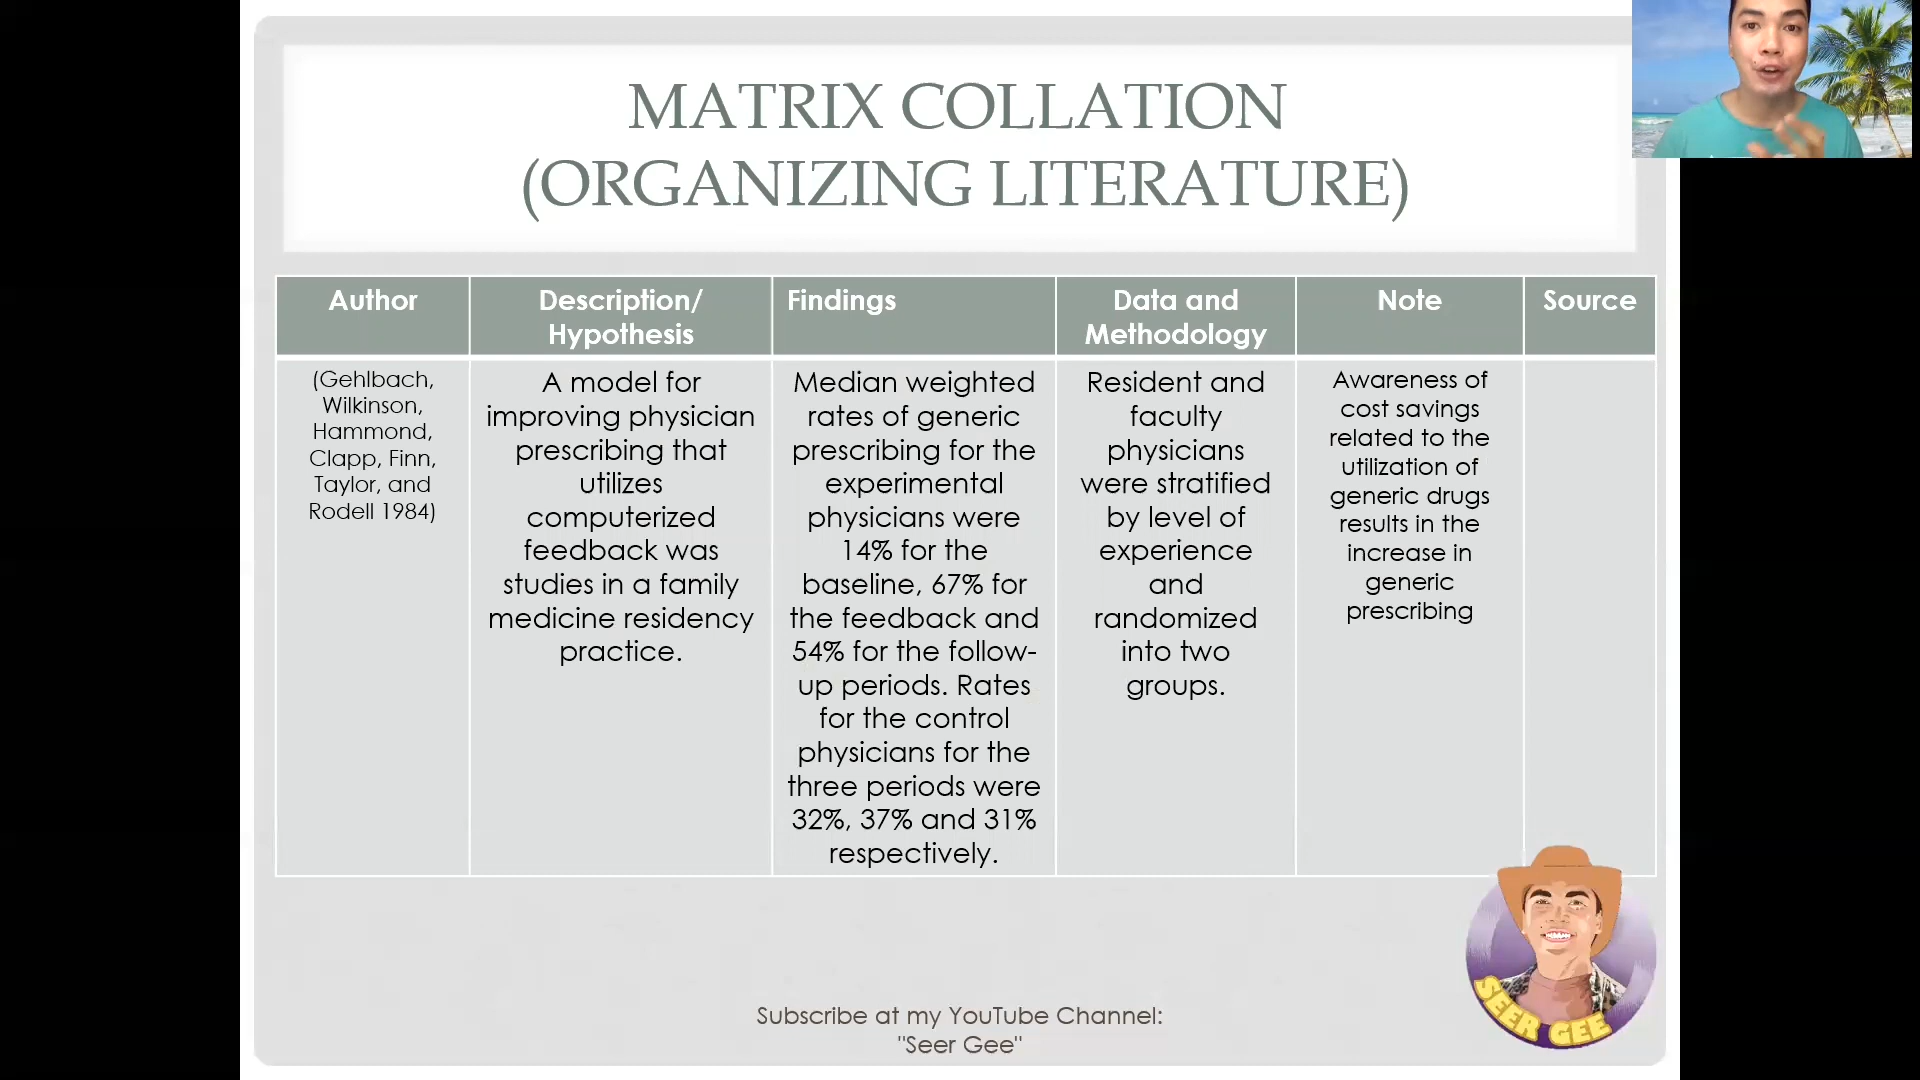 MATRIX COLLATION
(ORGANIZING LITERATURE)
Author
Description/
Hypothesis
Findings
Data and
Methodology
Note
Source
(Gehlbach,
Wilkinson,
Hammond,
Clapp, Finn,
Taylor, and
Rodell 1984)
A model for
improving physician
prescribing that
utilizes
computerized
feedback was
studies in a family
medicine residency
practice.
Median weighted
rates of generic
prescribing for the
experimental
physicians were
14% for the
baseline, 67% for
the feedback and
54% for the follow-
up periods. Rates
for the control
physicians for the
three periods were
32%, 37% and 31%
respectively.
Resident and
faculty
physicians
were stratified
by level of
experience
and
randomized
into two
groups.
Awareness of
cost savings
related to the
utilization of
generic drugs
results in the
increase in
generic
prescribing
SEER GEE
Subscribe at my YouTube Channel:
"Seer Gee"